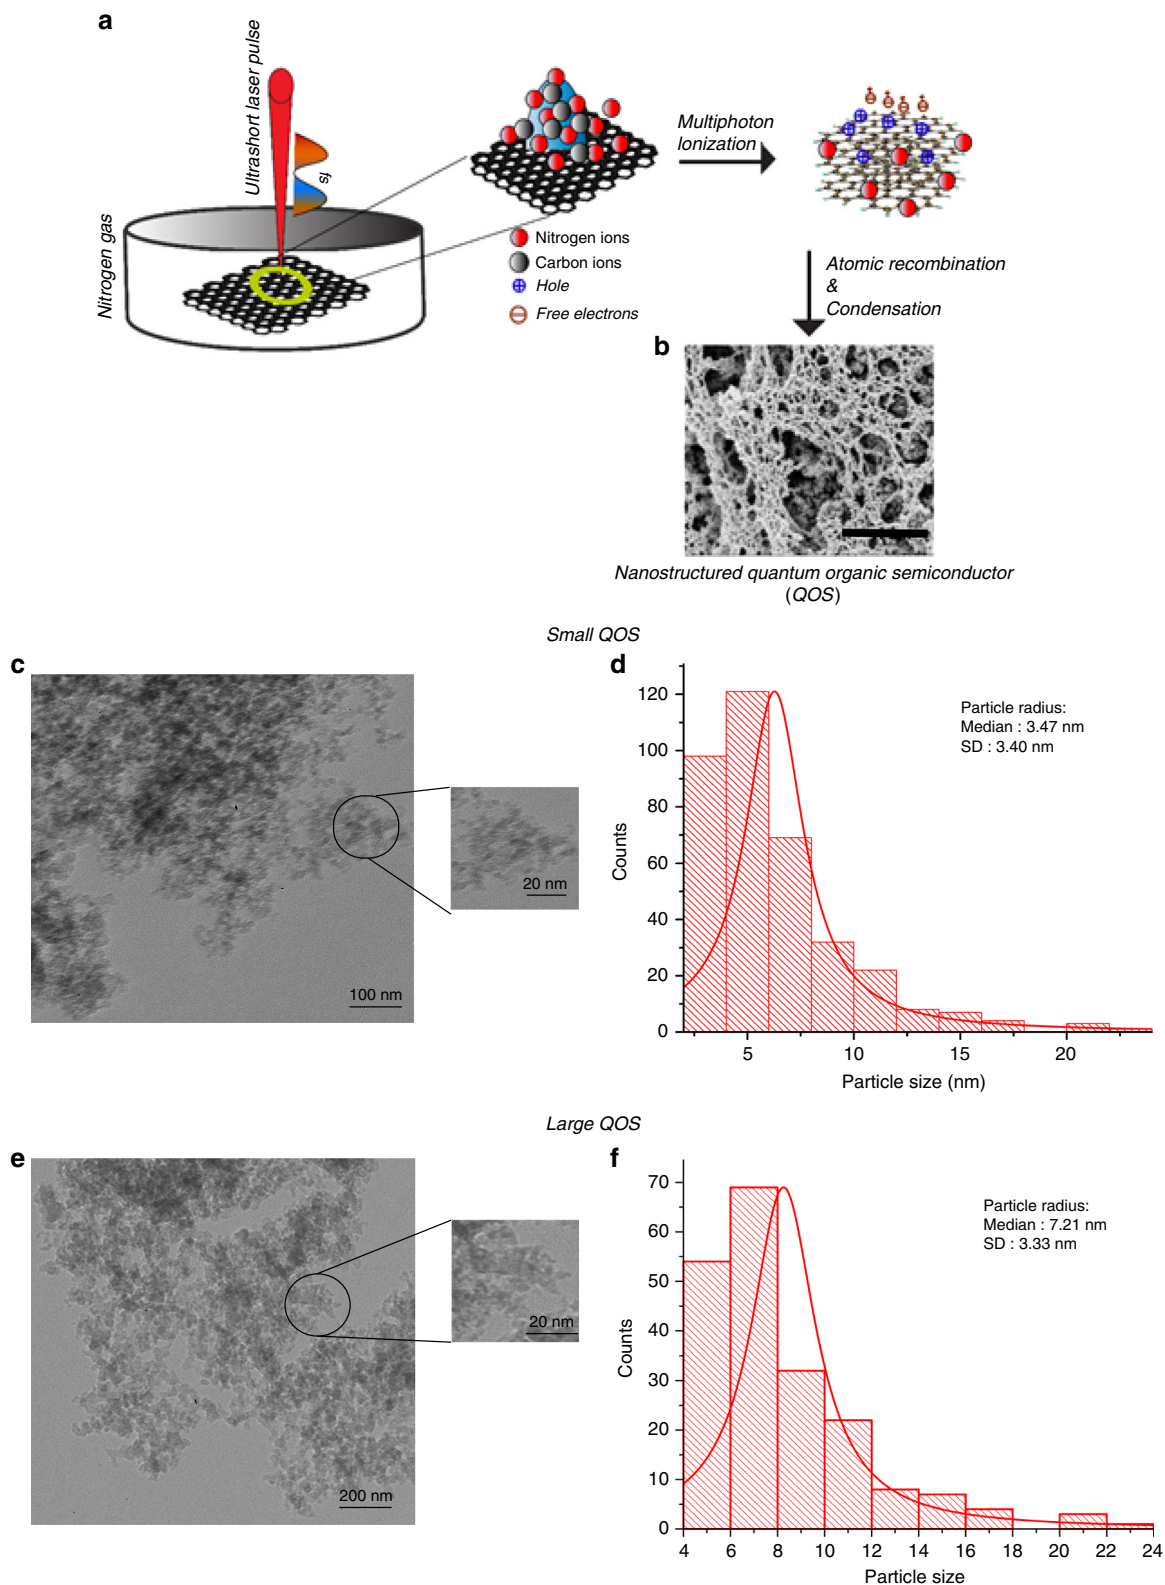 a
Ultrashort laser pulse
fs
Nitrogen gas
Multiphoton
Ionization
Nitrogen ions
Carbon ions
Hole
Free electrons
Atomic recombination
&
Condensation
b
Nanostructured quantum organic semiconductor
(QOS)
Small QOS
c
20 nm
100 nm
d
Particle radius:
Median : 3.47 nm
SD : 3.40 nm
120
100
80
60
40
20
0
Counts
5 10 15 20
Particle size (nm)
Large QOS
e
20 nm
200 nm
f
Particle radius:
Median : 7.21 nm
SD : 3.33 nm
70
60
50
40
30
20
10
0
Counts
4 6 8 10 12 14 16 18 20 22 24
Particle size